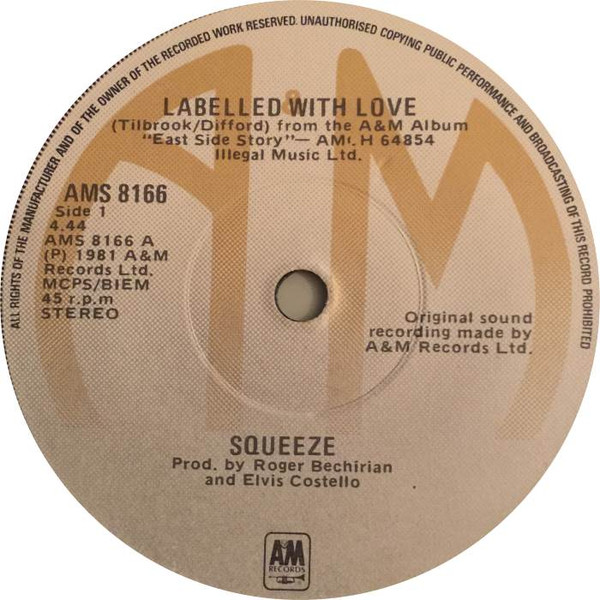 ALL RIGHTS OF THE MANUFACTURER AND OF THE OWNER OF THE RECORDED WORK RESERVED. UNAUTHORISED COPYING PUBLIC PERFORMANCE AND BROADCASTING OF THIS RECORD PROHIBITED
A&M
LABELLED WITH LOVE
(Tilbrook/Difford) from the A&M Album
"East Side Story"— AM H 64854
Illegal Music Ltd.
AMS 8166
Side 1
4.44
AMS 8166 A
(P) 1981 A&M
Records Ltd.
MCPS/BIEM
45 r.p.m
STEREO
Original sound
recording made by
A&M Records Ltd.
SQUEEZE
Prod. by Roger Bechirian
and Elvis Costello
A&M
RECORDS